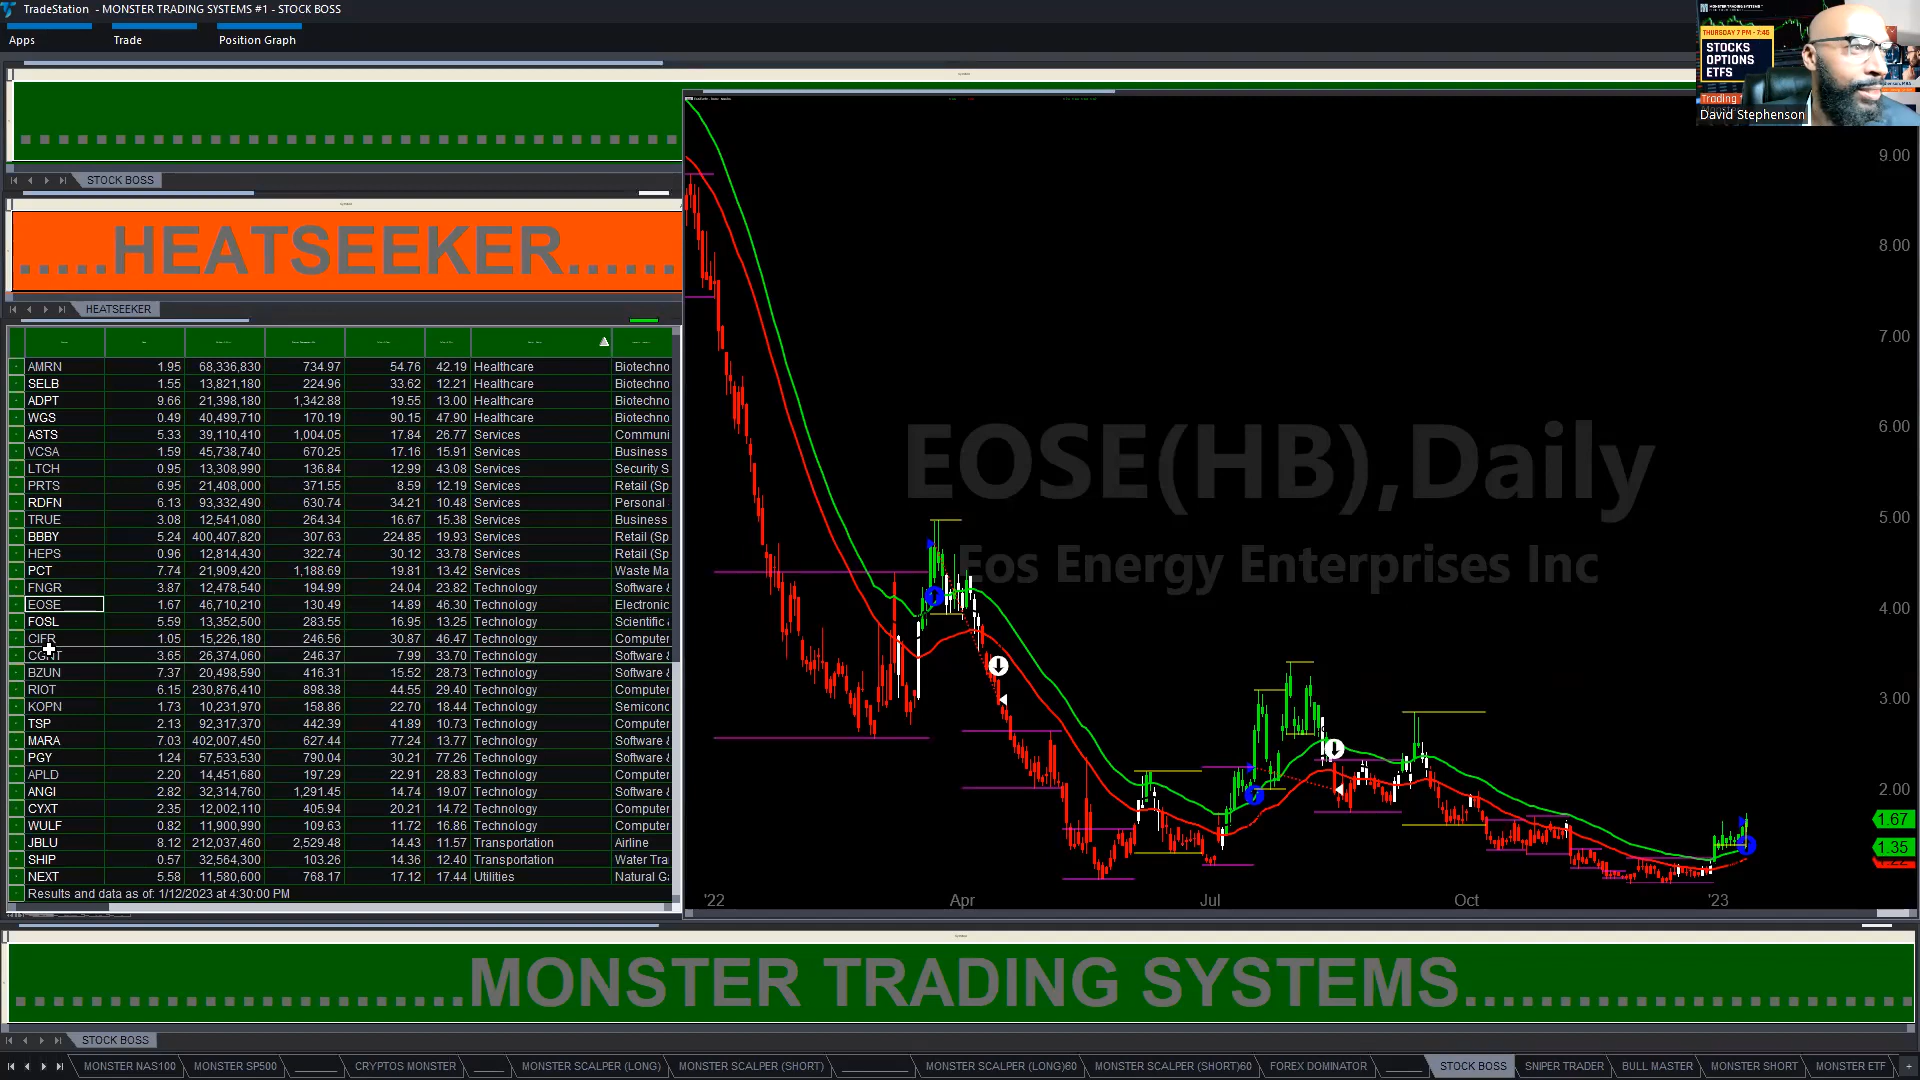 TradeStation - MONSTER TRADING SYSTEMS #1 - STOCK BOSS
Apps Trade Position Graph
THURSDAY 7 PM - 7:45
STOCKS
OPTIONS
ETFS
Trading
David Stephenson
STOCK BOSS
.....HEATSEEKER......
HEATSEEKER
AMRN 1.95 68,336,830 734.97 54.76 42.19 Healthcare Biotechno
SELB 1.55 13,821,180 224.96 33.62 12.21 Healthcare Biotechno
ADPT 9.66 21,398,180 1,342.88 19.55 13.00 Healthcare Biotechno
WGS 0.49 40,499,710 170.19 90.15 47.90 Healthcare Biotechno
ASTS 5.33 39,110,410 1,004.05 17.84 26.77 Services Communi
VCSA 1.59 45,738,740 670.25 17.16 15.91 Services Business
LTCH 0.95 13,308,990 136.84 12.99 43.08 Services Security S
PRTS 6.95 21,408,000 371.55 8.59 12.19 Services Retail (Sp
RDFN 6.13 93,332,490 630.74 34.21 10.48 Services Personal
TRUE 3.08 12,541,080 264.34 16.67 15.38 Services Business
BBBY 5.24 400,407,820 307.63 224.85 19.93 Services Retail (Sp
HEPS 0.96 12,814,430 322.74 30.12 33.78 Services Retail (Sp
PCT 7.74 21,909,420 1,188.69 19.81 13.42 Services Waste Ma
FNGR 3.87 12,478,540 194.99 24.04 23.82 Technology Software &
EOSE 1.67 46,710,210 130.49 14.89 46.30 Technology Electronic
FOSL 5.59 13,352,500 283.55 16.95 13.25 Technology Scientific &
CIFR 1.05 15,226,180 246.56 30.87 46.47 Technology Computer
CGNT 3.65 26,374,060 246.37 7.99 33.70 Technology Software &
BZUN 7.37 20,498,590 416.31 15.52 28.73 Technology Software &
RIOT 6.15 230,876,410 898.38 44.55 29.40 Technology Computer
KOPN 1.73 10,231,970 158.86 22.70 18.44 Technology Semicond
TSP 2.13 92,317,370 442.39 41.89 10.73 Technology Computer
MARA 7.03 402,007,450 627.44 77.24 13.77 Technology Software &
PGY 1.24 57,533,530 790.04 30.21 77.26 Technology Software &
APLD 2.20 14,451,680 197.29 22.91 28.83 Technology Computer
ANGI 2.82 32,314,760 1,291.45 14.74 19.07 Technology Software &
CYXT 2.35 12,002,110 405.94 20.21 14.72 Technology Computer
WULF 0.82 11,900,990 109.63 11.72 16.86 Technology Computer
JBLU 8.12 212,037,460 2,529.48 14.43 11.57 Transportation Airline
SHIP 0.57 32,564,300 103.26 14.36 12.40 Transportation Water Tra
NEXT 5.58 11,580,600 768.17 17.12 17.44 Utilities Natural Ga
Results and data as of: 1/12/2023 at 4:30:00 PM
EOSE(HB),Daily
Eos Energy Enterprises Inc
9.00
8.00
7.00
6.00
5.00
4.00
3.00
2.00
1.67
1.35
'22 Apr Jul Oct '23
MONSTER TRADING SYSTEMS
STOCK BOSS
MONSTER NAS100 MONSTER SP500 CRYPTOS MONSTER MONSTER SCALPER (LONG) MONSTER SCALPER (SHORT) MONSTER SCALPER (LONG)60 MONSTER SCALPER (SHORT)60 FOREX DOMINATOR STOCK BOSS SNIPER TRADER BULL MASTER MONSTER SHORT MONSTER ETF